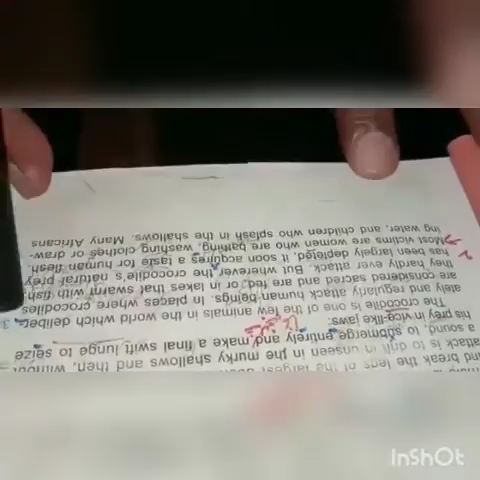 and break the legs of the largest
attack is to drift in unseen in the murky shallows and then, without
a sound, to submerge entirely and make a final swift lunge to seize
his prey in vice-like jaws:
The crocodile is one of the few animals in the world which deliber-
ately and regularly attack human beings. In places where crocodiles
are considered sacred and are fed or in lakes that swarm with fish
they hardly ever attack. But wherever the crocodile's natural prey
has been largely depleted, it soon acquires a taste for human flesh
Most victims are women who are bathing, washing clothes or draw-
ing water, and children who splash in the shallows. Many Africans
InShOt